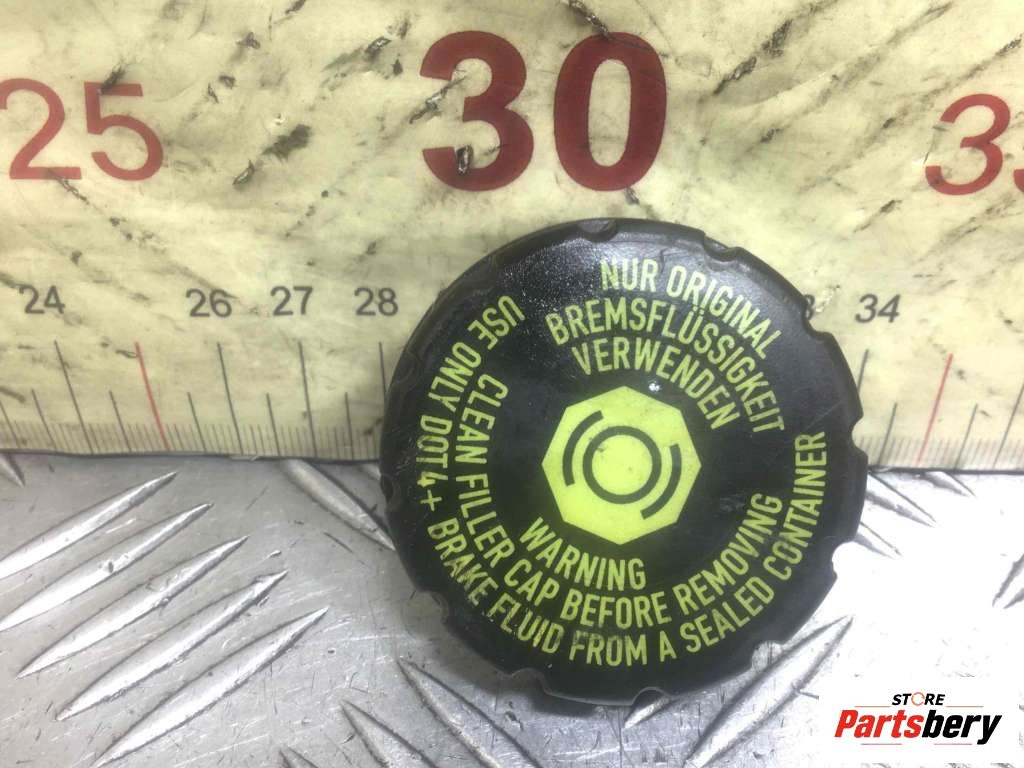 25 30 3
24 26 27 28 34
NUR ORIGINAL
BREMSFLÜSSIGKEIT
VERWENDEN
WARNING
CLEAN FILLER CAP BEFORE REMOVING
USE ONLY DOT4+ BRAKE FLUID FROM A SEALED CONTAINER
STORE
Partsbery